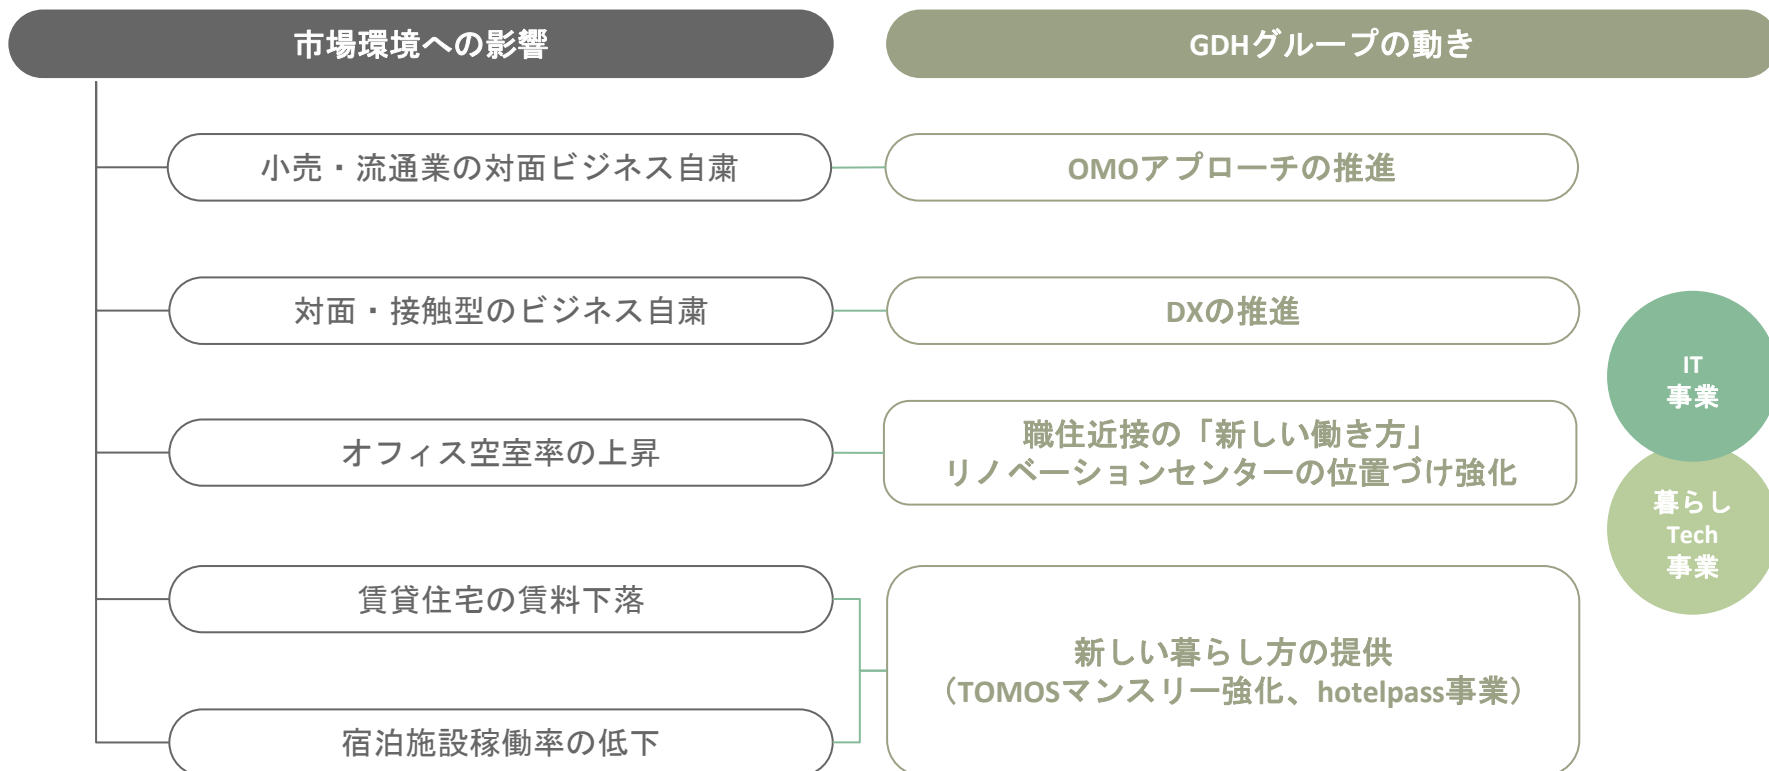 市場環境への影響
GDHグループの動き
小売・流通業の対面ビジネス自粛
OMOアプローチの推進
対面・接触型のビジネス自粛
DXの推進
オフィス空室率の上昇
職住近接の「新しい働き方」
リノベーションセンターの位置づけ強化
賃貸住宅の賃料下落
宿泊施設稼働率の低下
新しい暮らし方の提供
（TOMOSマンスリー強化、hotelpass事業）
IT
事業
暮らし
Tech
事業